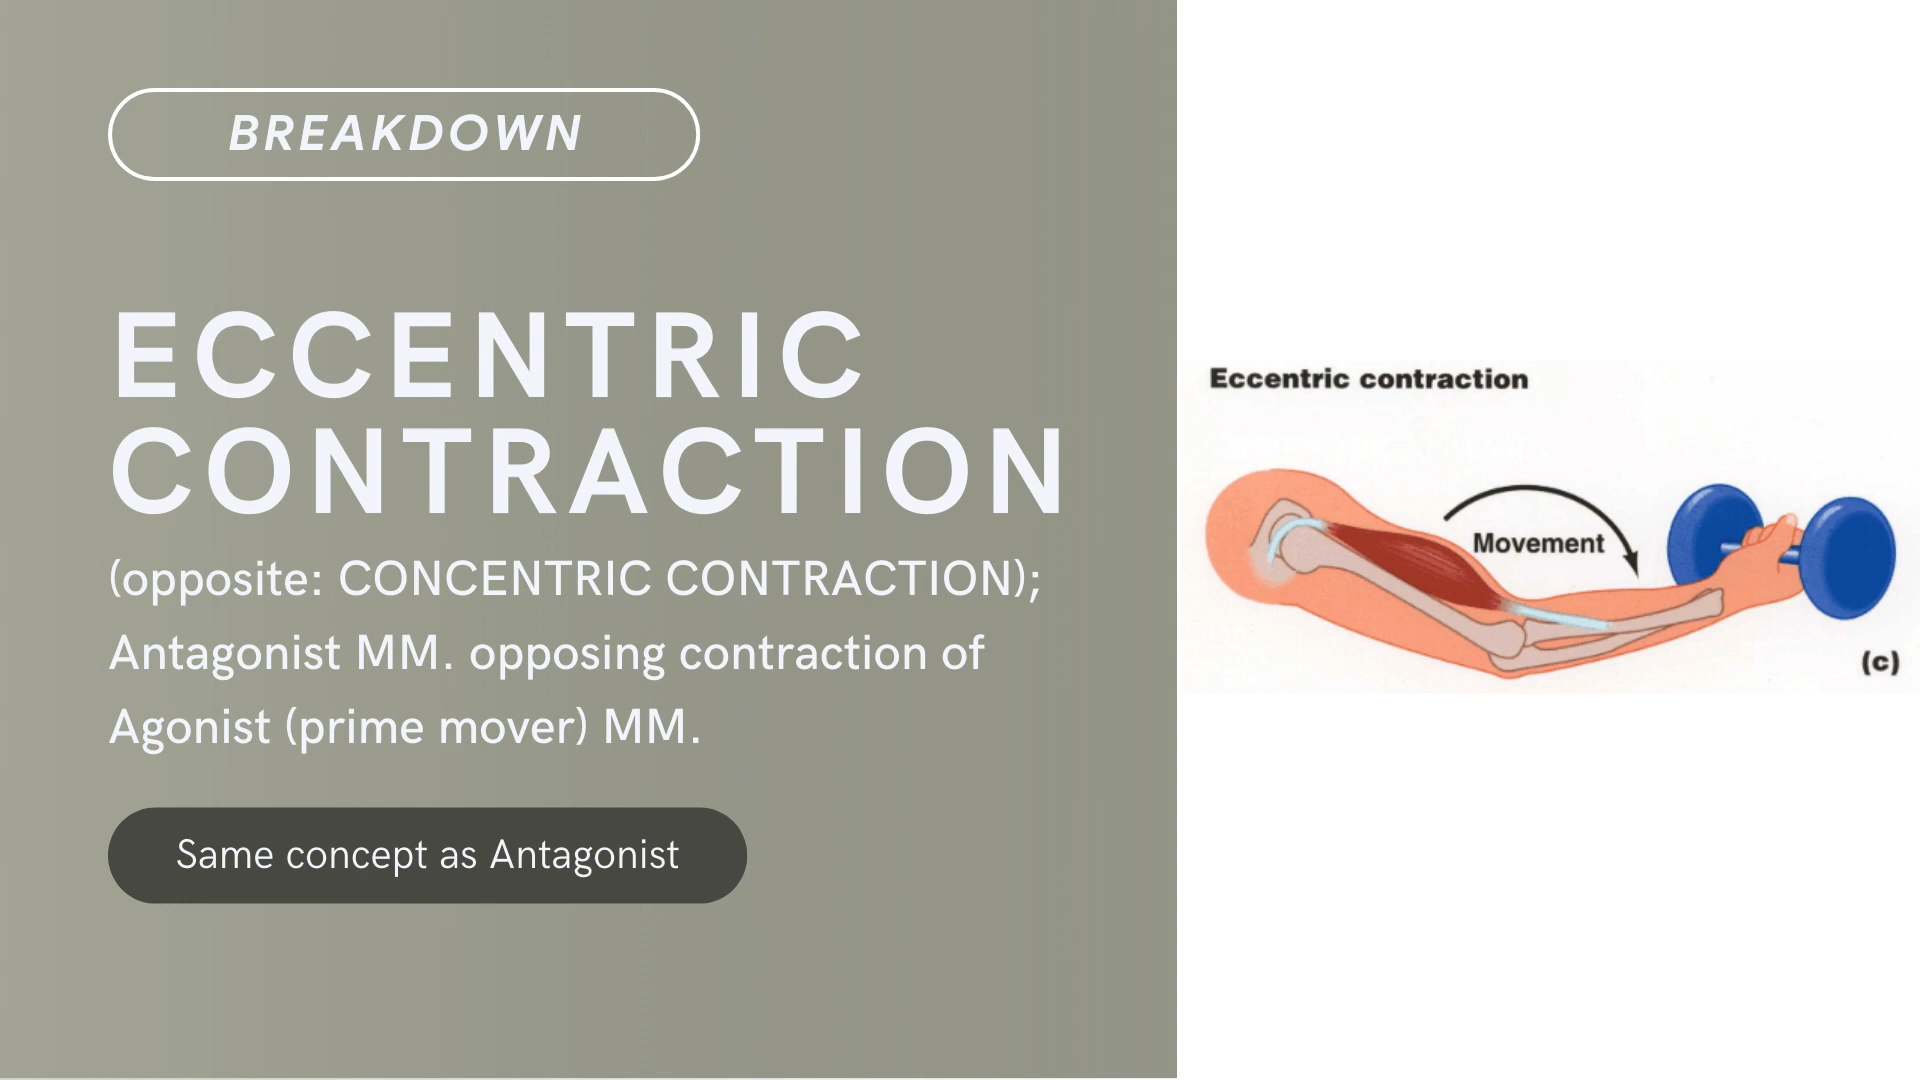 BREAKDOWN
ECCENTRIC
CONTRACTION
(opposite: CONCENTRIC CONTRACTION);
Antagonist MM. opposing contraction of
Agonist (prime mover) MM.
Same concept as Antagonist
Eccentric contraction
Movement
(c)